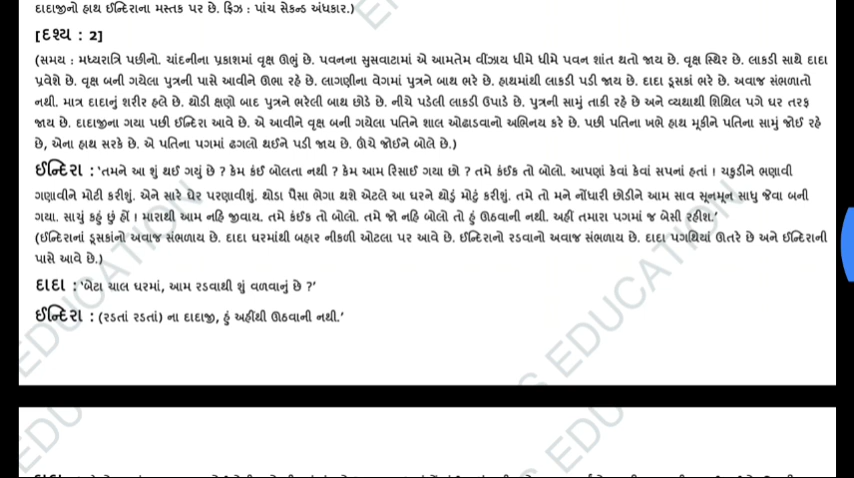 દાદાજીનો હાથ ઈન્દિરાના મસ્તક પર છે. ફ્રિઝ : પાંચ સેકન્ડ અંધકાર.)
[દશ્ય : 2]
(સમય : મધ્યરાત્રિ પછીનો. ચાંદનીના પ્રકાશમાં વૃક્ષ ઊભું છે. પવનના સુસવાટામાં એ આમતેમ વીંઝાય ધીમે ધીમે પવન શાંત થતો જાય છે. વૃક્ષ સ્થિર છે. લાકડી સાથે દાદા
પ્રવેશે છે. વૃક્ષ બની ગયેલા પુત્રની પાસે આવીને ઊભા રહે છે. લાગણીના વેગમાં પુત્રને બાથ ભરે છે. હાથમાંથી લાકડી પડી જાય છે. દાદા ડૂસકાં ભરે છે. અવાજ સંભળાતો
નથી. માત્ર દાદાનું શરીર હલે છે. થોડી ક્ષણો બાદ પુત્રને ભરેલી બાથ છોડે છે. નીચે પડેલી લાકડી ઉપાડે છે. પુત્રની સામું તાકી રહે છે અને વ્યથાથી શિથિલ પગે ઘર તરફ
જાય છે. દાદાજીના ગયા પછી ઈન્દિરા આવે છે. એ આવીને વૃક્ષ બની ગયેલા પતિને શાલ ઓઢાડવાનો અભિનય કરે છે. પછી પતિના ખભે હાથ મૂકીને પતિના સામું જોઈ રહે
છે, એના હાથ સરકે છે. એ પતિના પગમાં ઢગલો થઈને પડી જાય છે. ઊંચે જોઈને બોલે છે.)
ઈન્દિરા : 'તમને આ શું થઈ ગયું છે ? કેમ કંઈ બોલતા નથી ? કેમ આમ રિસાઈ ગયા છો ? તમે કંઈક તો બોલો. આપણાં કેવાં કેવાં સપનાં હતાં ! ચકુડીને ભણાવી
ગણાવીને મોટી કરીશું. એને સારે ઘેર પરણાવીશું. થોડા પૈસા ભેગા થશે એટલે આ ઘરને થોડું મોટું કરીશું. તમે તો મને નોંધારી છોડીને આમ સાવ સૂનમૂન સાધુ જેવા બની
ગયા. સાચું કહું છું હોં ! મારાથી આમ નહિ જીવાય. તમે કંઈક તો બોલો. તમે જો નહિ બોલો તો હું ઊઠવાની નથી. અહીં તમારા પગમાં જ બેસી રહીશ.'
(ઈન્દિરાનાં ડૂસકાંનો અવાજ સંભળાય છે. દાદા ઘરમાંથી બહાર નીકળી ઓટલા પર આવે છે. ઈન્દિરાનો રડવાનો અવાજ સંભળાય છે. દાદા પગથિયાં ઊતરે છે અને ઈન્દિરાની
પાસે આવે છે.)
દાદા : 'બેટા ચાલ ઘરમાં, આમ રડવાથી શું વળવાનું છે ?'
ઈન્દિરા : (રડતાં રડતાં) ના દાદાજી, હું અહીંથી ઊઠવાની નથી.'
EDUCATION
S EDUCATION
EDU
EDU